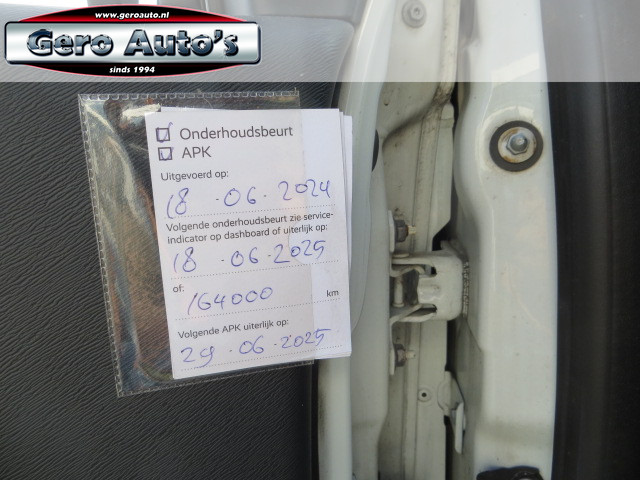 www.geroauto.nl
Gero Auto's
sinds 1994
Onderhoudsbeurt
APK
Uitgevoerd op:
18 · 06 · 2024
Volgende onderhoudsbeurt zie service-
indicator op dashboard of uiterlijk op:
18 · 06 · 2025
of:
164000 km
Volgende APK uiterlijk op:
29 · 06 · 2025